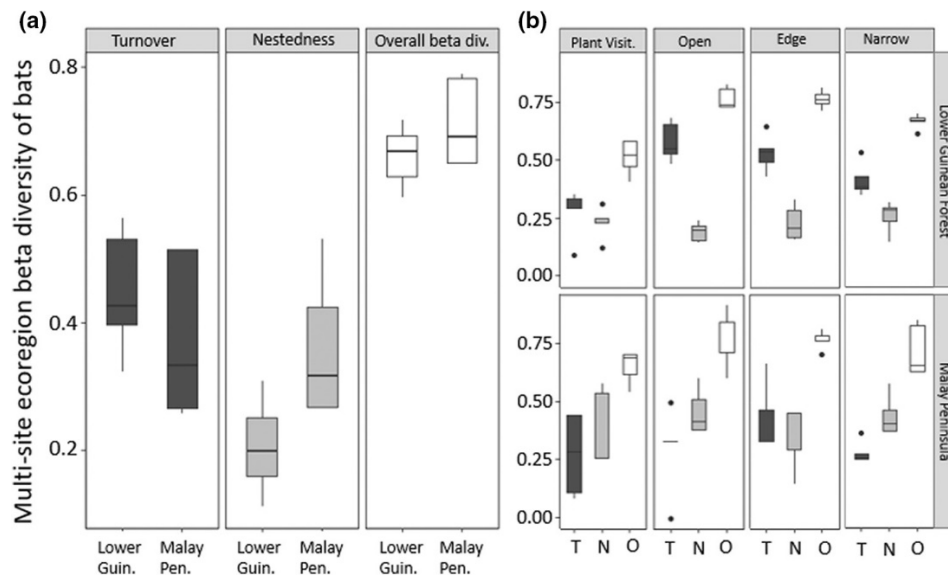 (a)
Turnover
Nestedness
Overall beta div.
Multi-site ecoregion beta diversity of bats
0.8
0.6
0.4
0.2
Lower Guin.
Malay Pen.
Lower Guin.
Malay Pen.
Lower Guin.
Malay Pen.
(b)
Plant Visit.
Open
Edge
Narrow
0.75
0.50
0.25
0.00
Lower Guinean Forest
0.75
0.50
0.25
0.00
Malay Peninsula
T N O
T N O
T N O
T N O